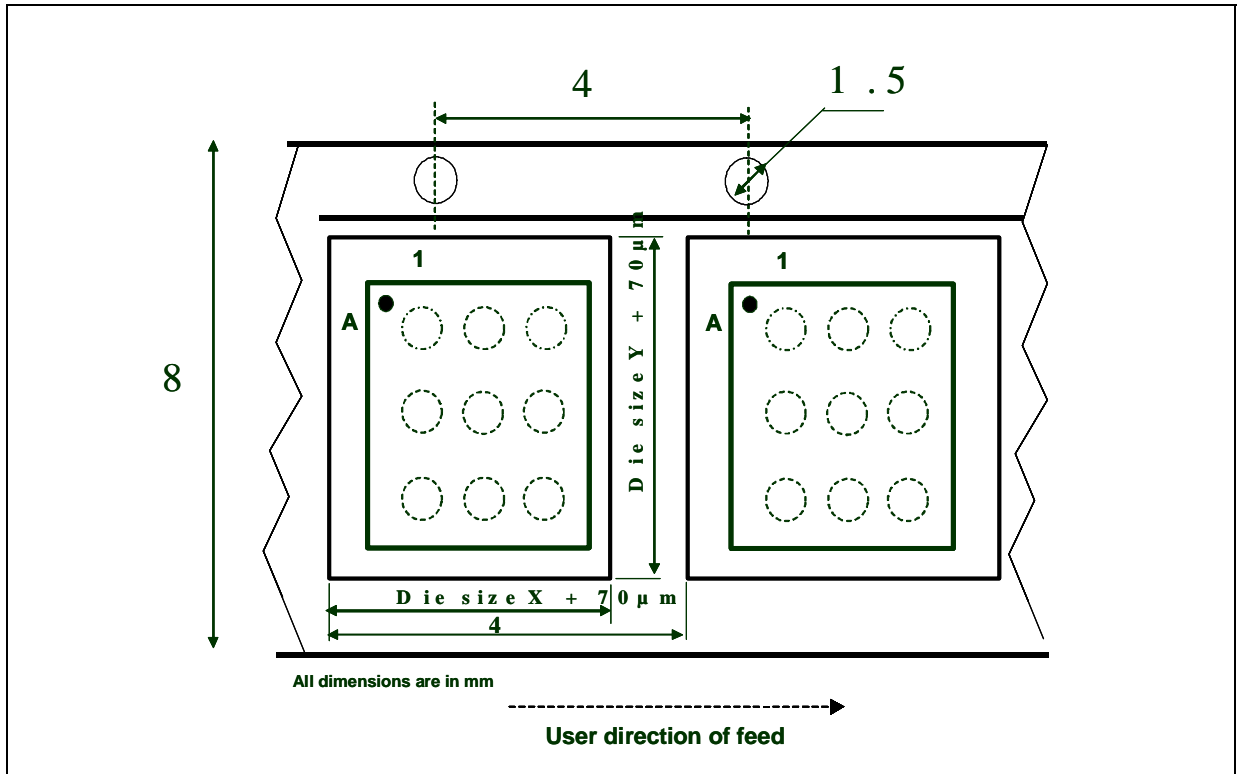 4
1 .5
1
1
A
A
8
Die size Y + 70µm
Die size X + 70µm
4
All dimensions are in mm
User direction of feed